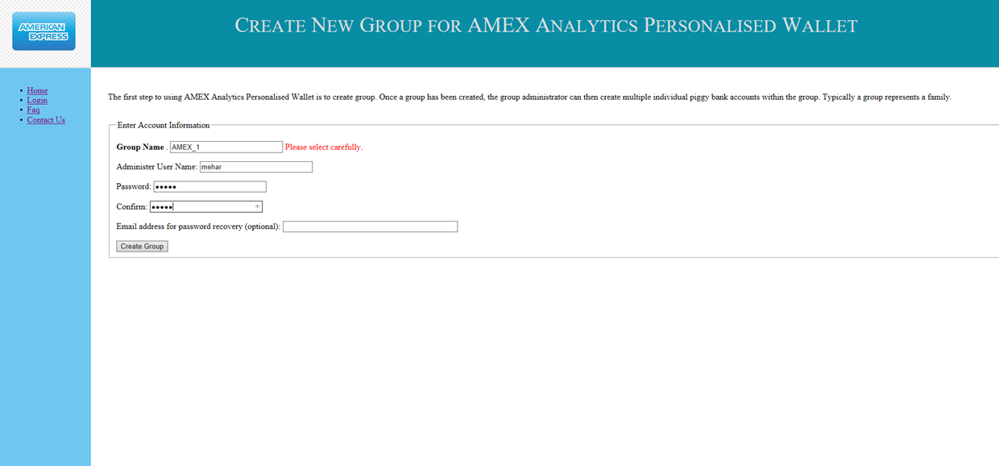 AMERICAN
EXPRESS
CREATE NEW GROUP FOR AMEX ANALYTICS PERSONALISED WALLET
Home
Login
Faq
Contact Us
The first step to using AMEX Analytics Personalised Wallet is to create group. Once a group has been created, the group administrator can then create multiple individual piggy bank accounts within the group. Typically a group represents a family.
Enter Account Information
Group Name . AMEX_1 Please select carefully.
Administer User Name: mehar
Password: •••••
Confirm: •••••
Email address for password recovery (optional):
Create Group